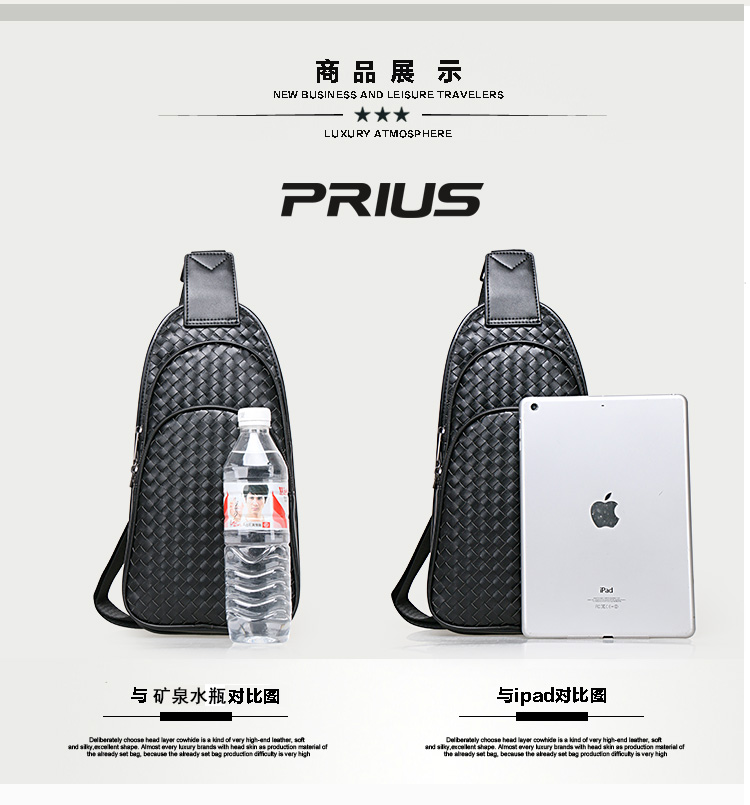 商品展示
NEW BUSINESS AND LEISURE TRAVELERS
★★★
LUXURY ATMOSPHERE
PRIUS
iPad
与矿泉水瓶对比图
与ipad对比图
Deliberately choose head layer cowhide is a kind of very high-end leather, soft
and silky,excellent shape. Almost every luxury brands with head skin as production material of
the already set bag, because the already set bag production difficulty is very high
Deliberately choose head layer cowhide is a kind of very high-end leather, soft
and silky,excellent shape. Almost every luxury brands with head skin as production material of
the already set bag, because the already set bag production difficulty is very high